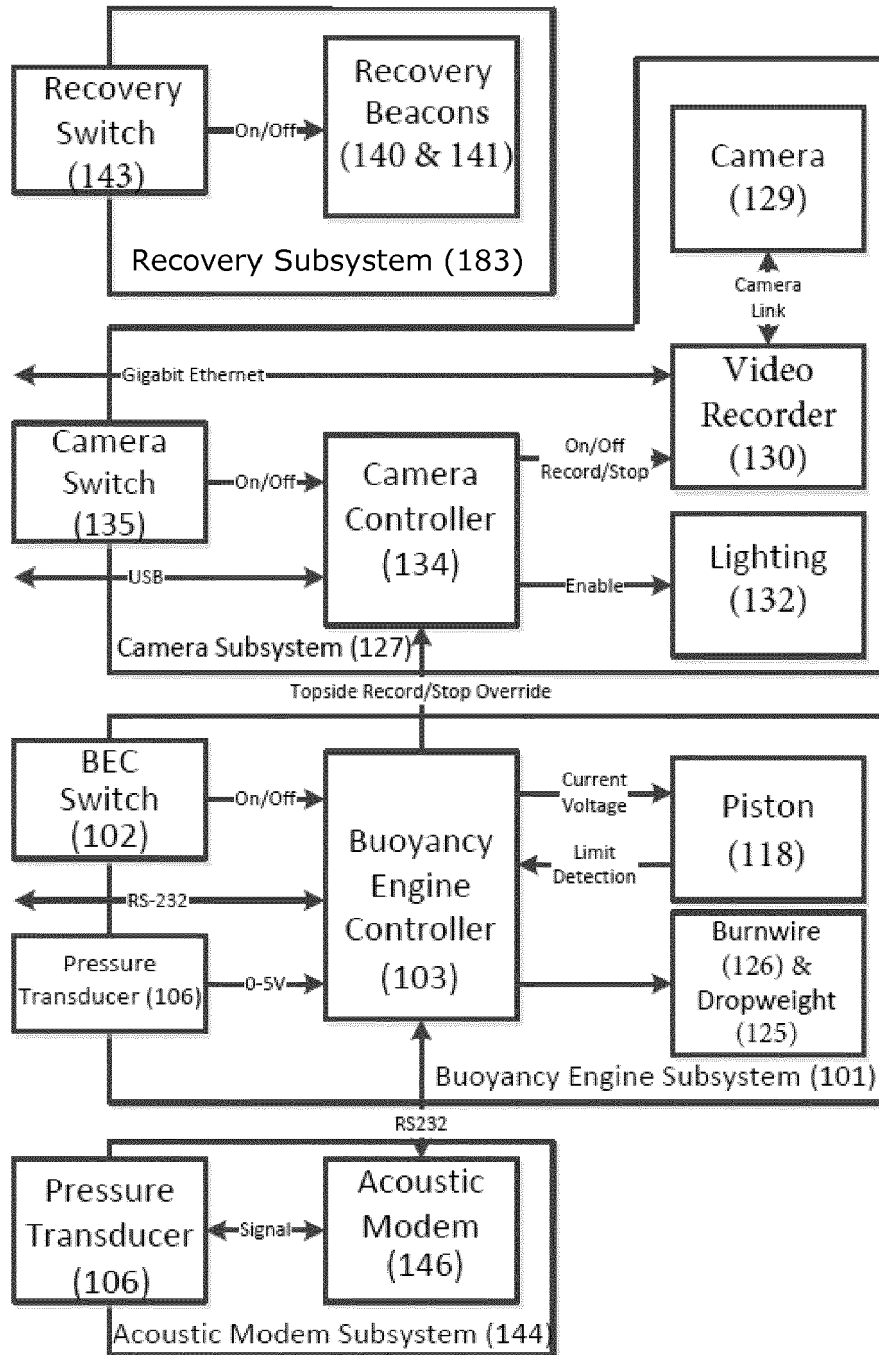 Recovery
Switch
(143)
On/Off
Recovery
Beacons
(140 & 141)
Recovery Subsystem (183)
Camera
(129)
Camera
Link
Gigabit Ethernet
Video
Recorder
(130)
Camera
Switch
(135)
On/Off
Camera
Controller
(134)
On/Off
Record/Stop
USB
Enable
Lighting
(132)
Camera Subsystem (127)
Topside Record/Stop Override
BEC
Switch
(102)
On/Off
Buoyancy
Engine
Controller
(103)
Current
Voltage
Piston
(118)
Limit
Detection
RS-232
Pressure
Transducer (106)
0-5V
Burnwire
(126) &
Dropweight
(125)
Buoyancy Engine Subsystem (101)
RS232
Pressure
Transducer
(106)
Signal
Acoustic
Modem
(146)
Acoustic Modem Subsystem (144)